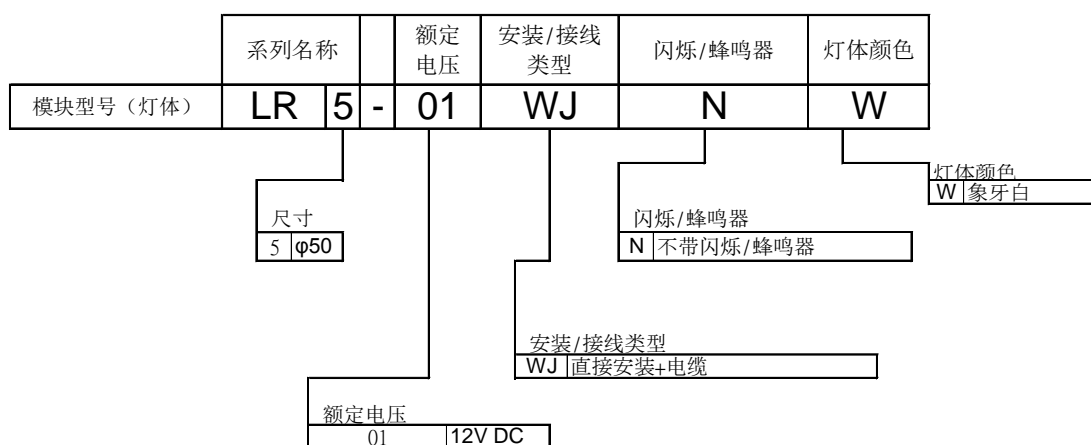 系列名称
额定
电压
安装/接线
类型
闪烁/蜂鸣器
灯体颜色
模块型号（灯体）
LR 5 - 01 WJ N W
灯体颜色
W 象牙白
尺寸
5 φ50
闪烁/蜂鸣器
N 不带闪烁/蜂鸣器
安装/接线类型
WJ 直接安装+电缆
额定电压
01 12V DC